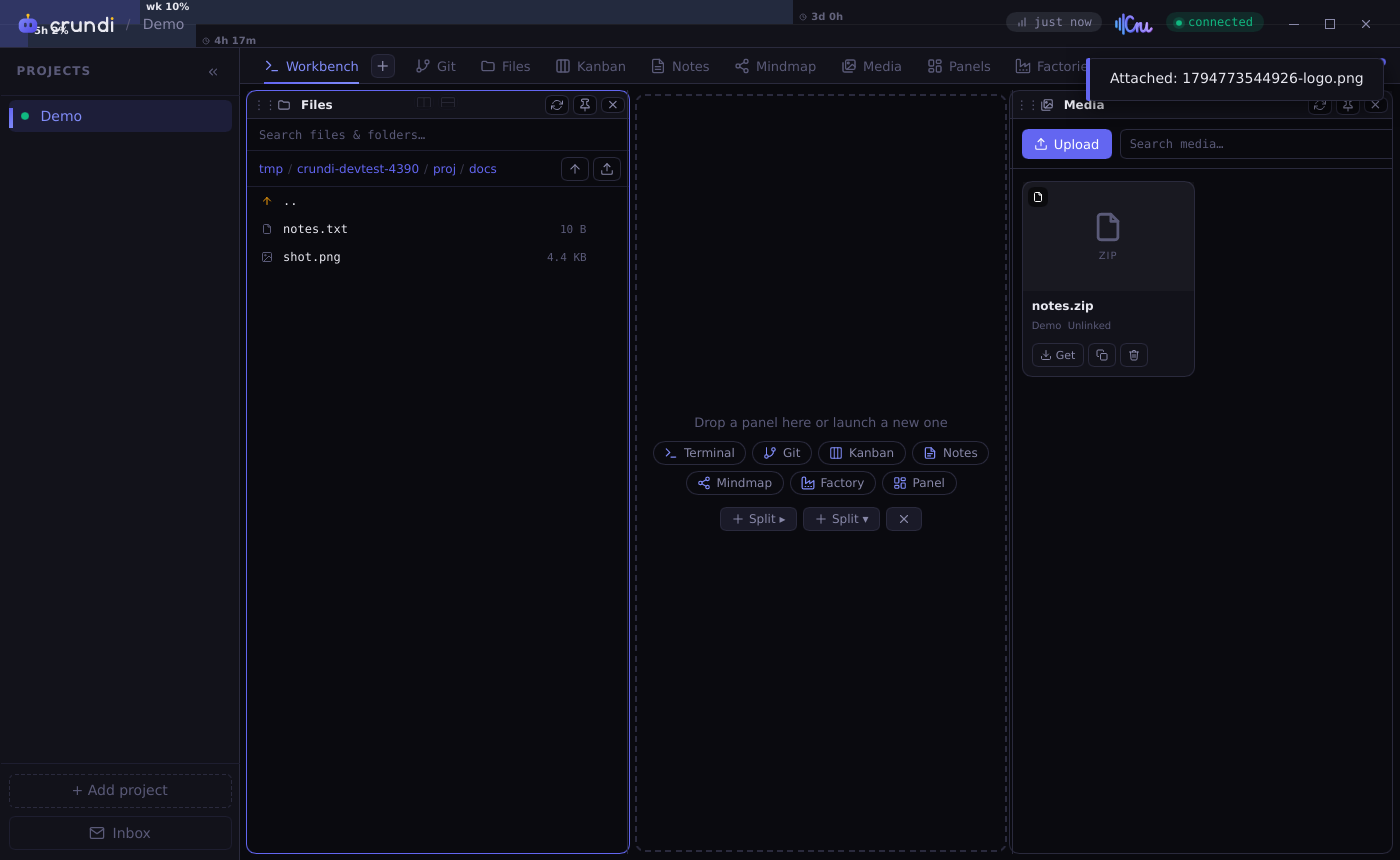 wk 10%
3d 0h
5h 2%
crundi / Demo
4h 17m
just now
Cru
connected
PROJECTS
«
Demo
+ Add project
Inbox
Workbench
Git
Files
Kanban
Notes
Mindmap
Media
Panels
Factorie
Attached: 1794773544926-logo.png
Files
Search files & folders…
tmp / crundi-devtest-4390 / proj / docs
..
notes.txt 10 B
shot.png 4.4 KB
Drop a panel here or launch a new one
Terminal
Git
Kanban
Notes
Mindmap
Factory
Panel
+ Split ▸
+ Split ▾
Media
Upload
Search media…
ZIP
notes.zip
Demo Unlinked
Get